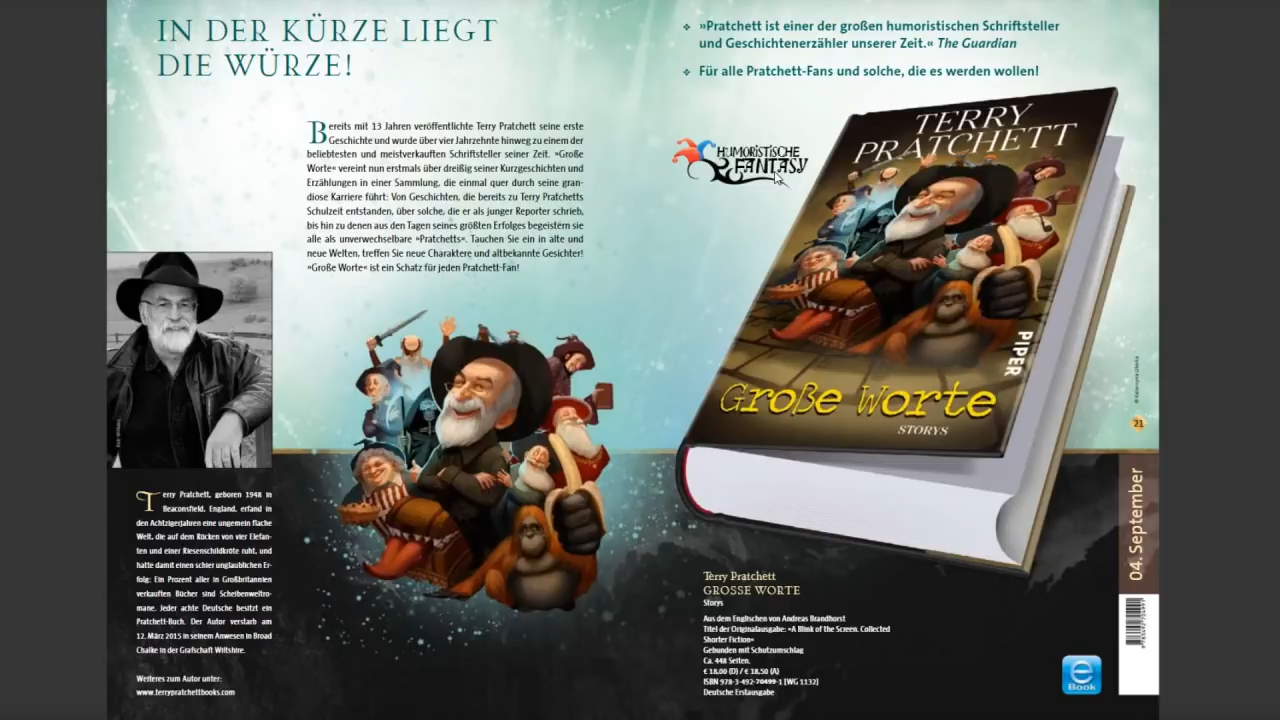 IN DER KÜRZE LIEGT
DIE WÜRZE!
Bereits mit 13 Jahren veröffentlichte Terry Pratchett seine erste
Geschichte und wurde über vier Jahrzehnte hinweg zu einem der
beliebtesten und meistverkauften Schriftsteller seiner Zeit. »Große
Worte« vereint nun erstmals über dreißig seiner Kurzgeschichten und
Erzählungen in einer Sammlung, die einmal quer durch seine gran-
diose Karriere führt: Von Geschichten, die bereits zu Terry Pratchetts
Schulzeit entstanden, über solche, die er als junger Reporter schrieb,
bis hin zu denen aus den Tagen seines größten Erfolges begeistern sie
alle als unverwechselbare »Pratchetts«. Tauchen Sie ein in alte und
neue Welten, treffen Sie neue Charaktere und altbekannte Gesichter!
»Große Worte« ist ein Schatz für jeden Pratchett-Fan!
Terry Pratchett, geboren 1948 in
Beaconsfield, England, erfand in
den Achtzigerjahren eine ungemein flache
Welt, die auf dem Rücken von vier Elefan-
ten und einer Riesenschildkröte ruht, und
hatte damit einen schier unglaublichen Er-
folg: Ein Prozent aller in Großbritannien
verkauften Bücher sind Scheibenweltro-
mane. Jeder achte Deutsche besitzt ein
Pratchett-Buch. Der Autor verstarb am
12. März 2015 in seinem Anwesen in Broad
Chalke in der Grafschaft Wiltshire.
Weiteres zum Autor unter:
www.terrypratchettbooks.com
❖ »Pratchett ist einer der großen humoristischen Schriftsteller
und Geschichtenerzähler unserer Zeit.« The Guardian
❖ Für alle Pratchett-Fans und solche, die es werden wollen!
HUMORISTISCHE
FANTASY
TERRY
PRATCHETT
PIPER
Große Worte
STORYS
Terry Pratchett
GROSSE WORTE
Storys
Aus dem Englischen von Andreas Brandhorst
Titel der Originalausgabe: »A Blink of the Screen. Collected
Shorter Fiction«
Gebunden mit Schutzumschlag
Ca. 448 Seiten.
€ 18,00 (D) / € 18,50 (A)
ISBN 978-3-492-70499-1 [WG 1132]
Deutsche Erstausgabe
e
Book
21
04. September